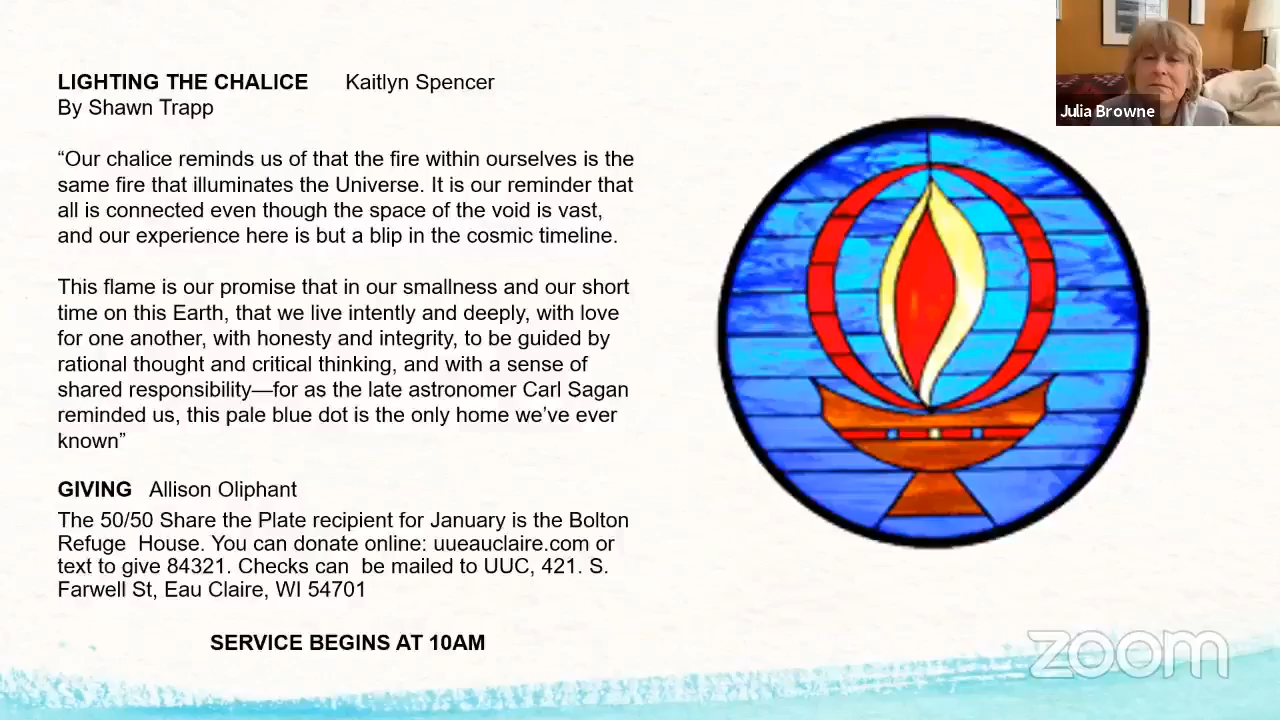 LIGHTING THE CHALICE Kaitlyn Spencer
By Shawn Trapp
“Our chalice reminds us of that the fire within ourselves is the
same fire that illuminates the Universe. It is our reminder that
all is connected even though the space of the void is vast,
and our experience here is but a blip in the cosmic timeline.
This flame is our promise that in our smallness and our short
time on this Earth, that we live intently and deeply, with love
for one another, with honesty and integrity, to be guided by
rational thought and critical thinking, and with a sense of
shared responsibility—for as the late astronomer Carl Sagan
reminded us, this pale blue dot is the only home we’ve ever
known”
GIVING Allison Oliphant
The 50/50 Share the Plate recipient for January is the Bolton
Refuge House. You can donate online: uueauclaire.com or
text to give 84321. Checks can be mailed to UUC, 421. S.
Farwell St, Eau Claire, WI 54701
SERVICE BEGINS AT 10AM
Julia Browne
zoom